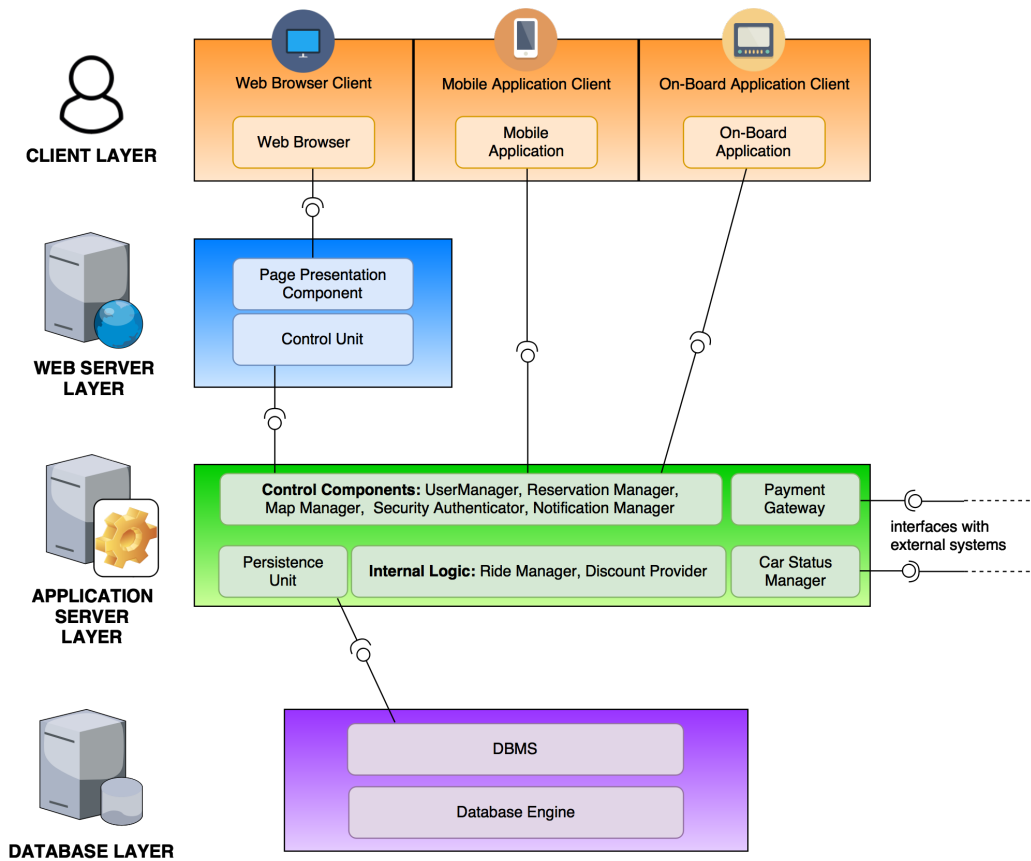 Web Browser Client
Mobile Application Client
On-Board Application Client
Web Browser
Mobile
Application
On-Board
Application
CLIENT LAYER
Page Presentation
Component
Control Unit
WEB SERVER
LAYER
Control Components: UserManager, Reservation Manager,
Map Manager,  Security Authenticator, Notification Manager
Payment
Gateway
interfaces with
external systems
Persistence
Unit
Internal Logic: Ride Manager, Discount Provider
Car Status
Manager
APPLICATION
SERVER
LAYER
DBMS
Database Engine
DATABASE LAYER